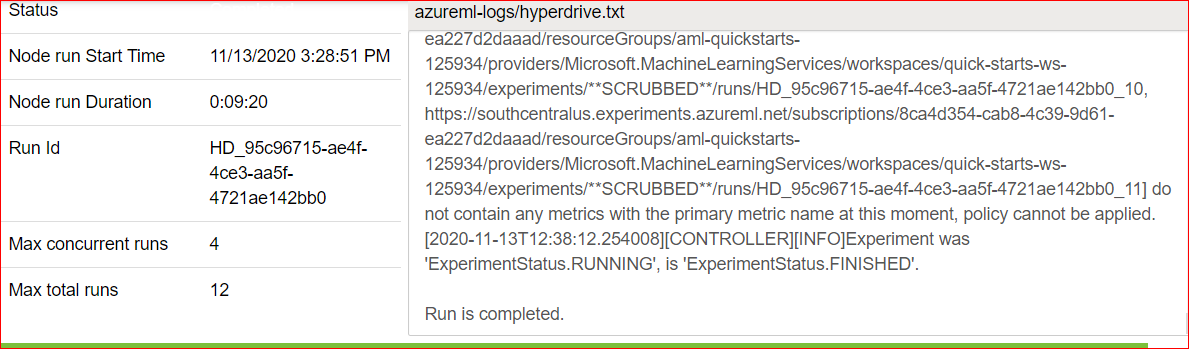 Status
Node run Start Time 11/13/2020 3:28:51 PM
Node run Duration 0:09:20
Run Id HD_95c96715-ae4f-
4ce3-aa5f-
4721ae142bb0
Max concurrent runs 4
Max total runs 12
azureml-logs/hyperdrive.txt
ea227d2daaad/resourceGroups/aml-quickstarts-
125934/providers/Microsoft.MachineLearningServices/workspaces/quick-starts-ws-
125934/experiments/**SCRUBBED**/runs/HD_95c96715-ae4f-4ce3-aa5f-4721ae142bb0_10,
https://southcentralus.experiments.azureml.net/subscriptions/8ca4d354-cab8-4c39-9d61-
ea227d2daaad/resourceGroups/aml-quickstarts-
125934/providers/Microsoft.MachineLearningServices/workspaces/quick-starts-ws-
125934/experiments/**SCRUBBED**/runs/HD_95c96715-ae4f-4ce3-aa5f-4721ae142bb0_11] do
not contain any metrics with the primary metric name at this moment, policy cannot be applied.
[2020-11-13T12:38:12.254008][CONTROLLER][INFO]Experiment was
'ExperimentStatus.RUNNING', is 'ExperimentStatus.FINISHED'.
Run is completed.